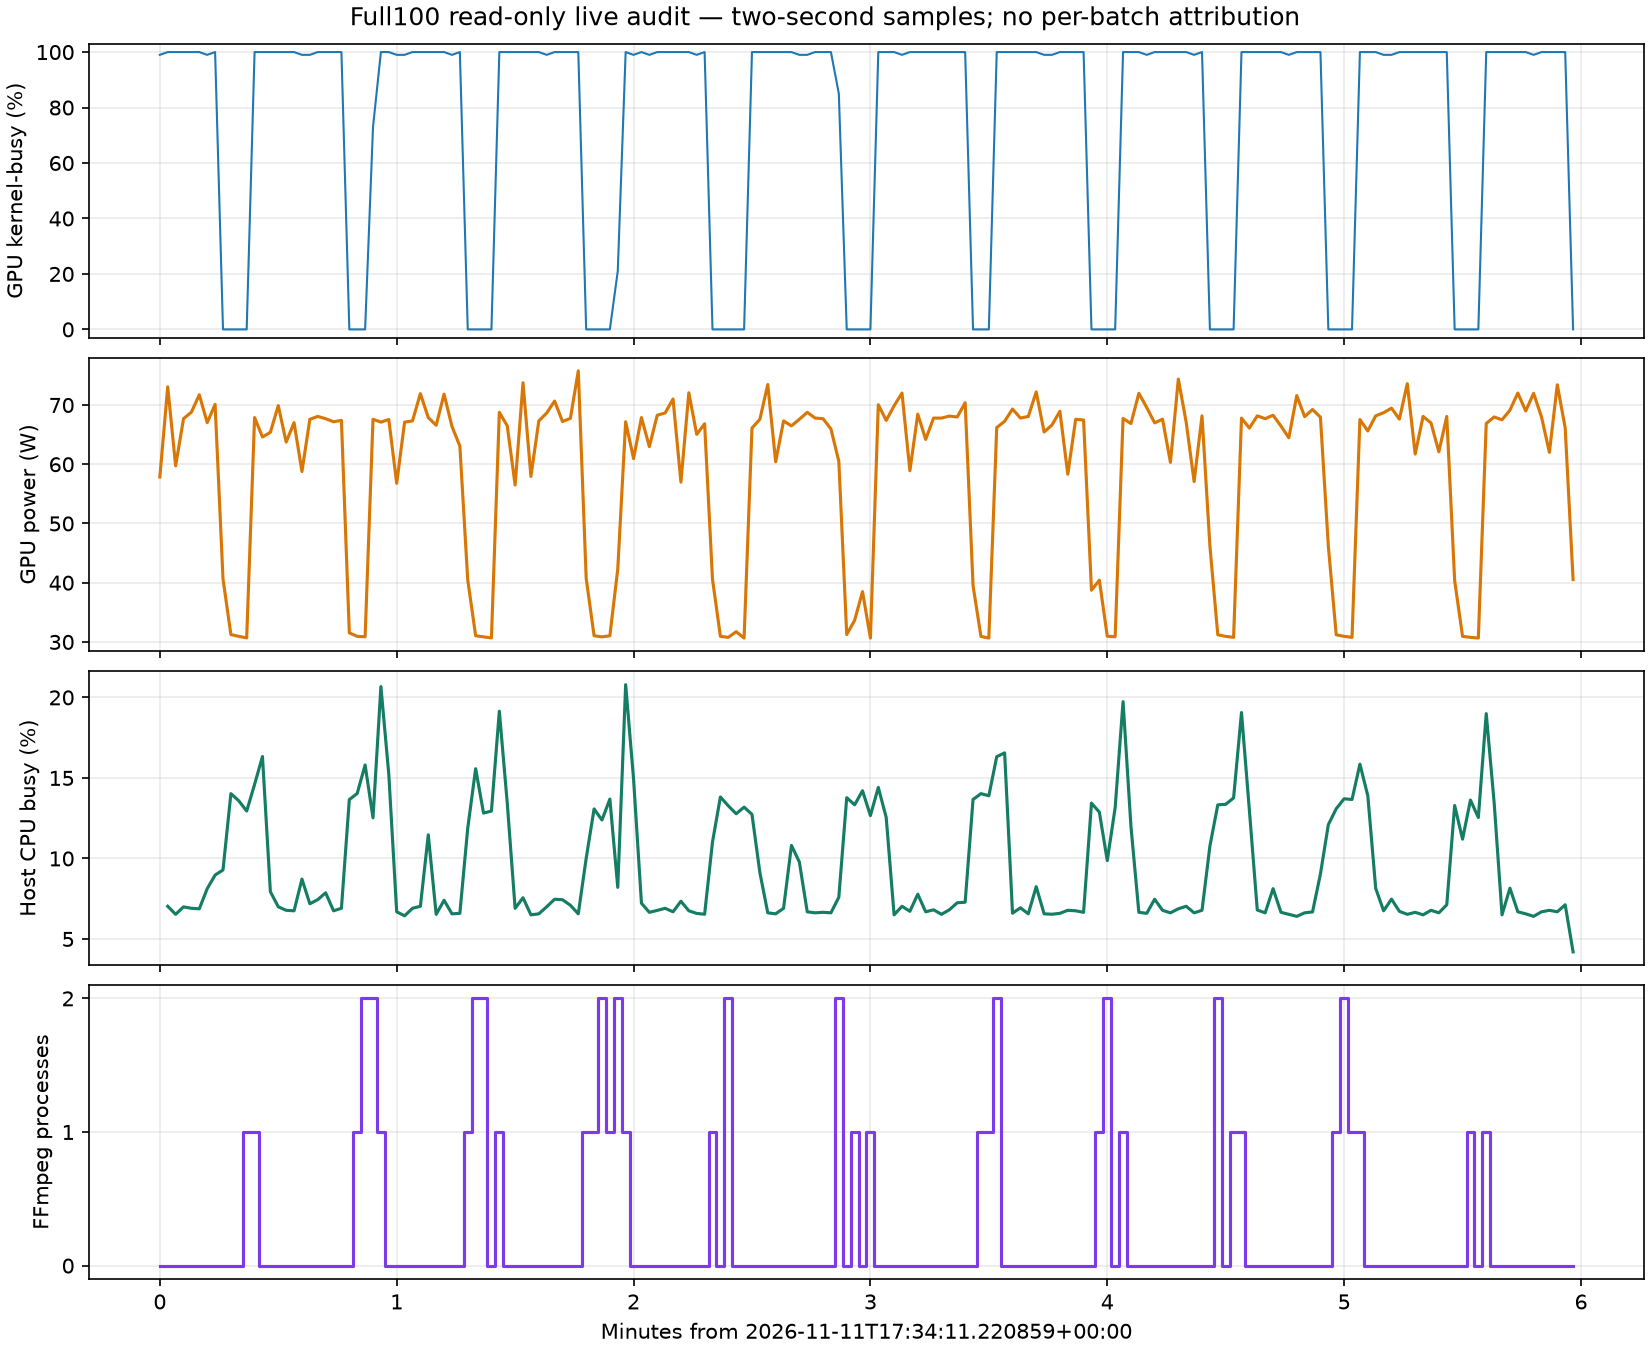 Full100 read-only live audit — two-second samples; no per-batch attribution
GPU kernel-busy (%)
100
80
60
40
20
0
GPU power (W)
70
60
50
40
30
Host CPU busy (%)
20
15
10
5
FFmpeg processes
2
1
0
0 1 2 3 4 5 6
Minutes from 2026-11-11T17:34:11.220859+00:00